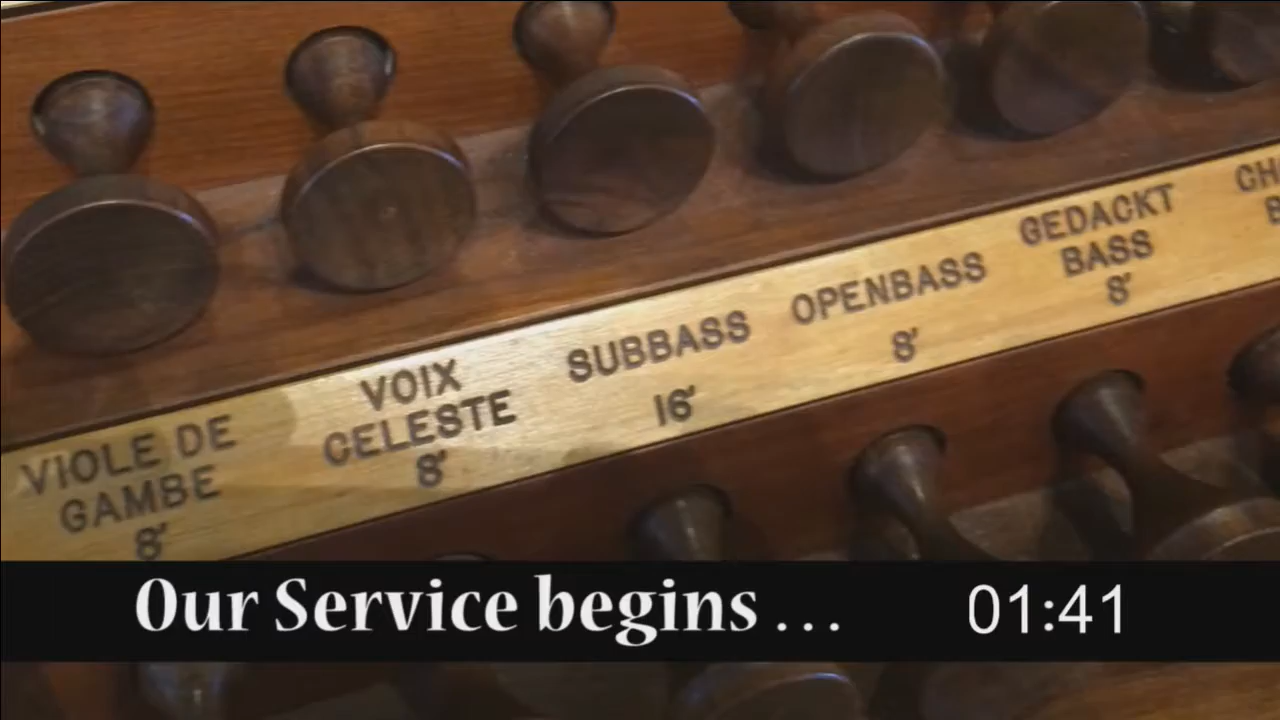 VIOLE DE
GAMBE
8'
VOIX
CELESTE
8'
SUBBASS
16'
OPENBASS
8'
GEDACKT
BASS
8'
Our Service begins ...
01:41